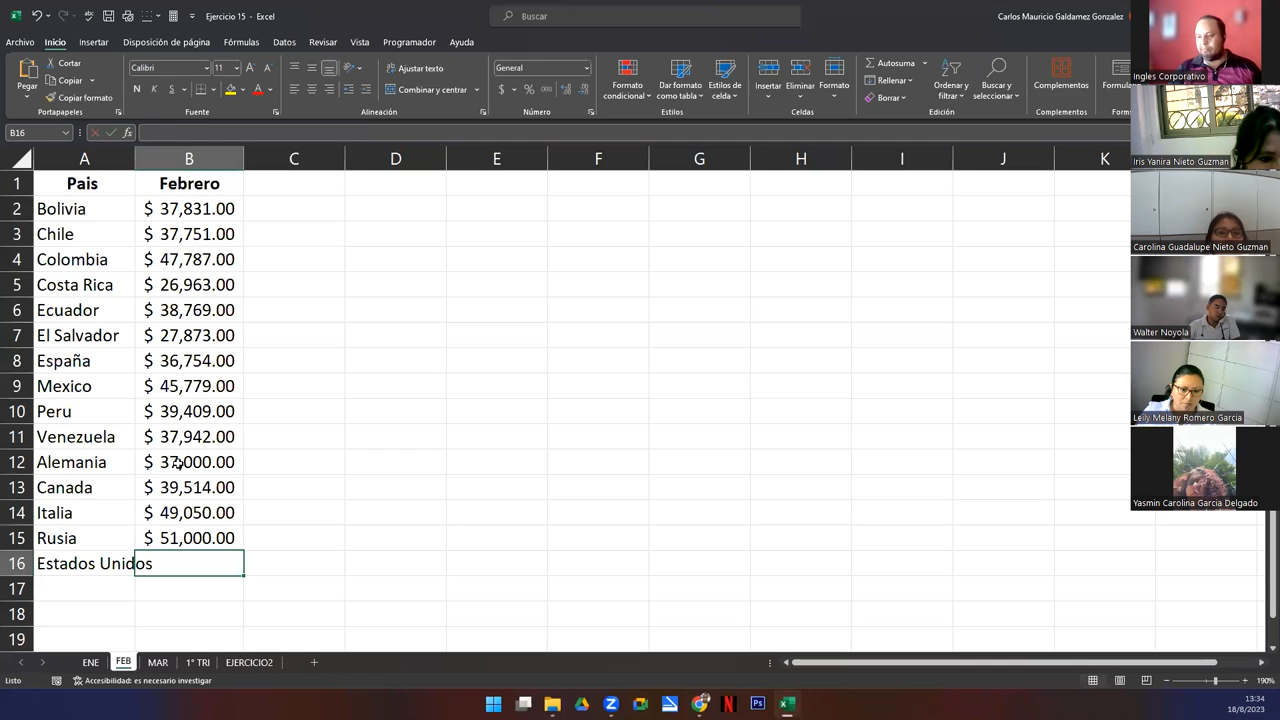 Ejercicio 15 - Excel
Buscar
Carlos Mauricio Galdamez Gonzalez
Archivo Inicio Insertar Disposición de página Fórmulas Datos Revisar Vista Programador Ayuda
Pegar
Cortar
Copiar
Copiar formato
Portapapeles
Calibri 11
N K S
Fuente
Ajustar texto
Combinar y centrar
Alineación
General
$ % 000
Número
Formato condicional
Dar formato como tabla
Estilos de celda
Estilos
Insertar Eliminar Formato
Celdas
Autosuma
Rellenar
Borrar
Ordenar y filtrar
Buscar y seleccionar
Edición
Complementos
Complementos
B16
fx
A B C D E F G H I J K
1 Pais Febrero
2 Bolivia $ 37,831.00
3 Chile $ 37,751.00
4 Colombia $ 47,787.00
5 Costa Rica $ 26,963.00
6 Ecuador $ 38,769.00
7 El Salvador $ 27,873.00
8 España $ 36,754.00
9 Mexico $ 45,779.00
10 Peru $ 39,409.00
11 Venezuela $ 37,942.00
12 Alemania $ 37,000.00
13 Canada $ 39,514.00
14 Italia $ 49,050.00
15 Rusia $ 51,000.00
16 Estados Unidos
17
18
19
ENE FEB MAR 1° TRI EJERCICIO2
Listo
Accesibilidad: es necesario investigar
190%
13:34
18/8/2023
Ingles Corporativo
Iris Yanira Nieto Guzman
Carolina Guadalupe Nieto Guzman
Walter Noyola
Leily Melany Romero Garcia
Yasmin Carolina Garcia Delgado